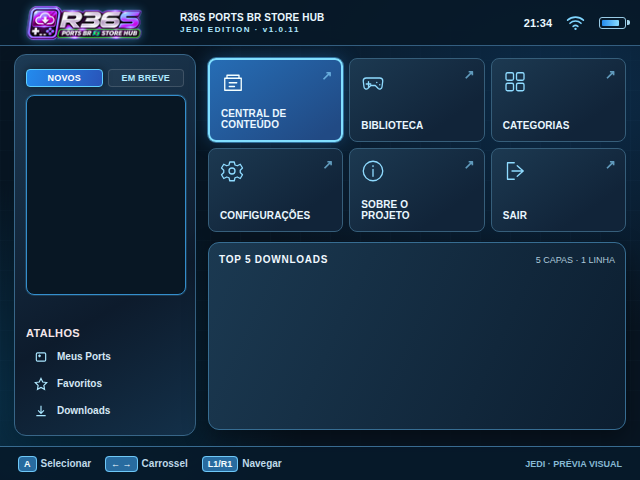 R36S
PORTS BR STORE HUB
R36S PORTS BR STORE HUB
JEDI EDITION · v1.0.11
21:34
NOVOS
EM BREVE
ATALHOS
Meus Ports
Favoritos
Downloads
CENTRAL DE
CONTEÚDO
BIBLIOTECA
CATEGORIAS
CONFIGURAÇÕES
SOBRE O
PROJETO
SAIR
TOP 5 DOWNLOADS
5 CAPAS · 1 LINHA
A Selecionar
← → Carrossel
L1/R1 Navegar
JEDI · PRÉVIA VISUAL